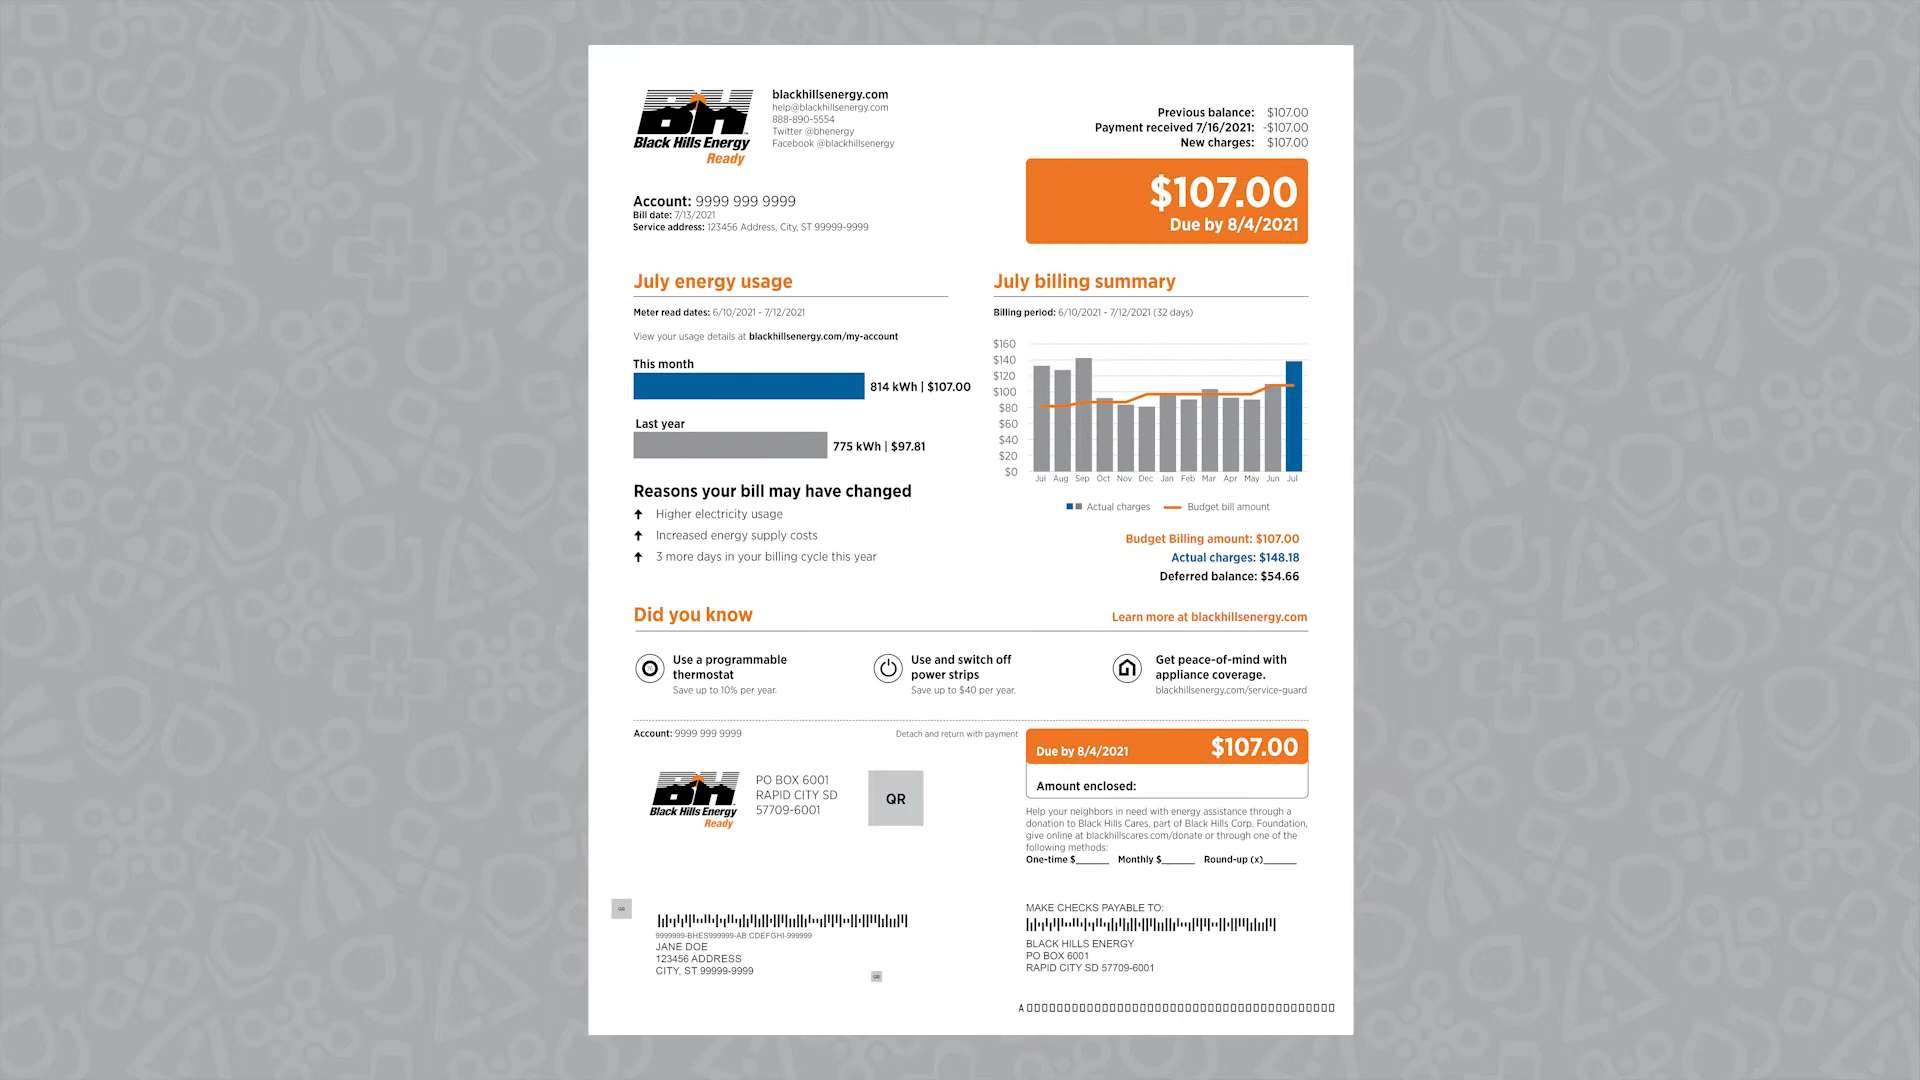 BH
Black Hills Energy
Ready
blackhillsenergy.com
help@blackhillsenergy.com
888-890-5554
Twitter @bhenergy
Facebook @blackhillsenergy
Previous balance: $107.00
Payment received 7/16/2021: -$107.00
New charges: $107.00
$107.00
Due by 8/4/2021
Account: 9999 999 9999
Bill date: 7/13/2021
Service address: 123456 Address, City, ST 99999-9999
July energy usage
Meter read dates: 6/10/2021 - 7/12/2021
View your usage details at blackhillsenergy.com/my-account
This month
814 kWh | $107.00
Last year
775 kWh | $97.81
Reasons your bill may have changed
Higher electricity usage
Increased energy supply costs
3 more days in your billing cycle this year
July billing summary
Billing period: 6/10/2021 - 7/12/2021 (32 days)
$160
$140
$120
$100
$80
$60
$40
$20
$0
Jul Aug Sep Oct Nov Dec Jan Feb Mar Apr May Jun Jul
Actual charges Budget bill amount
Budget Billing amount: $107.00
Actual charges: $148.18
Deferred balance: $54.66
Did you know
Learn more at blackhillsenergy.com
Use a programmable
thermostat
Save up to 10% per year.
Use and switch off
power strips
Save up to $40 per year.
Get peace-of-mind with
appliance coverage.
blackhillsenergy.com/service-guard
Account: 9999 999 9999
Detach and return with payment
Due by 8/4/2021 $107.00
Amount enclosed:
BH
Black Hills Energy
Ready
PO BOX 6001
RAPID CITY SD
57709-6001
QR
Help your neighbors in need with energy assistance through a
donation to Black Hills Cares, part of Black Hills Corp. Foundation,
give online at blackhillscares.com/donate or through one of the
following methods:
One-time $______ Monthly $______ Round-up (x)______
QR
9999999-BHES999999-AB CDEFGHI-999999
JANE DOE
123456 ADDRESS
CITY, ST 99999-9999
QR
MAKE CHECKS PAYABLE TO:
BLACK HILLS ENERGY
PO BOX 6001
RAPID CITY SD 57709-6001
A